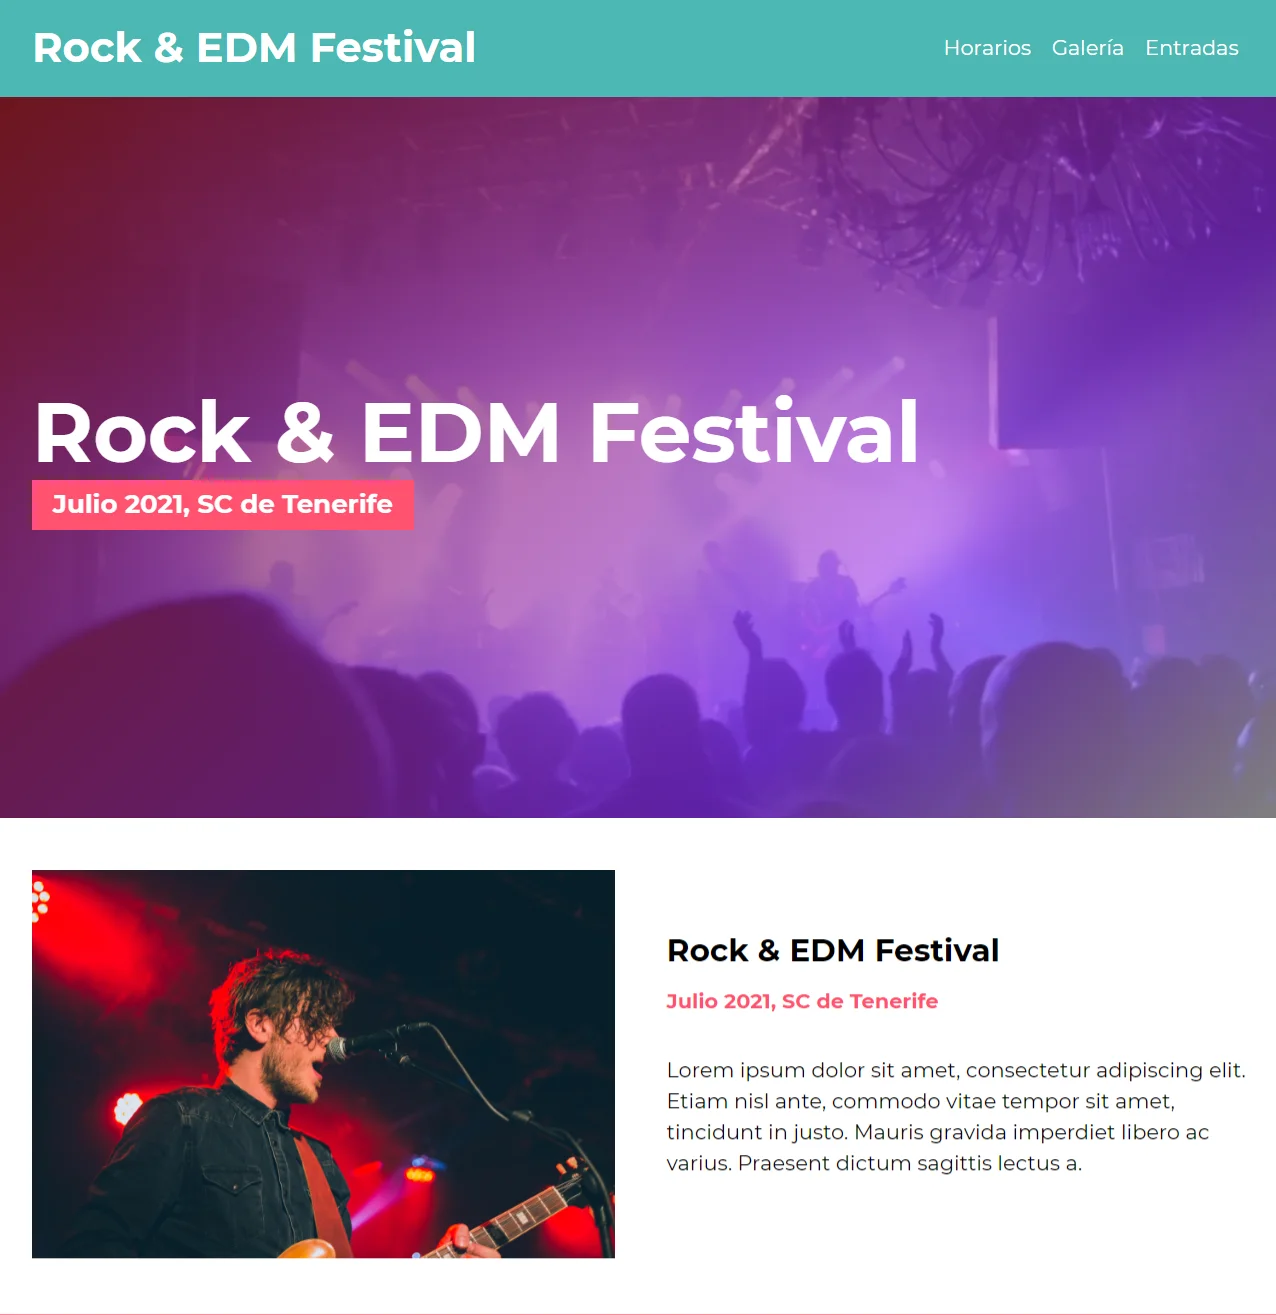 Rock & EDM Festival
Horarios Galería Entradas
Rock & EDM Festival
Julio 2021, SC de Tenerife
Rock & EDM Festival
Julio 2021, SC de Tenerife
Lorem ipsum dolor sit amet, consectetur adipiscing elit.
Etiam nisl ante, commodo vitae tempor sit amet,
tincidunt in justo. Mauris gravida imperdiet libero ac
varius. Praesent dictum sagittis lectus a.